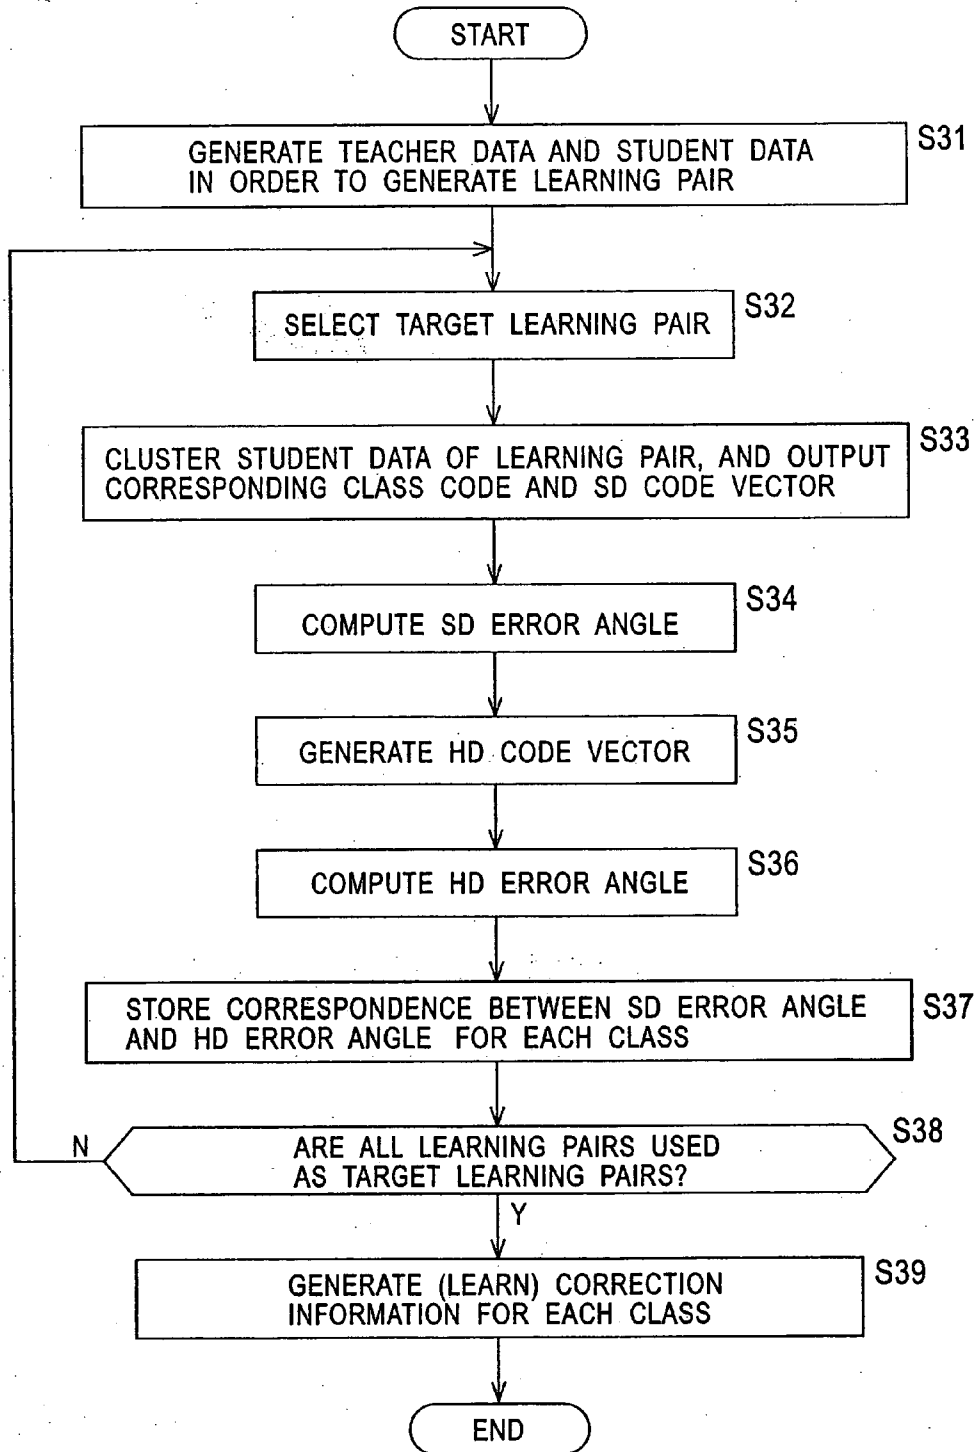 START
S31
GENERATE TEACHER DATA AND STUDENT DATA
IN ORDER TO GENERATE LEARNING PAIR
S32
SELECT TARGET LEARNING PAIR
S33
CLUSTER STUDENT DATA OF LEARNING PAIR, AND OUTPUT
CORRESPONDING CLASS CODE AND SD CODE VECTOR
S34
COMPUTE SD ERROR ANGLE
S35
GENERATE HD CODE VECTOR
S36
COMPUTE HD ERROR ANGLE
S37
STORE CORRESPONDENCE BETWEEN SD ERROR ANGLE
AND HD ERROR ANGLE FOR EACH CLASS
S38
N
ARE ALL LEARNING PAIRS USED
AS TARGET LEARNING PAIRS?
Y
S39
GENERATE (LEARN) CORRECTION
INFORMATION FOR EACH CLASS
END